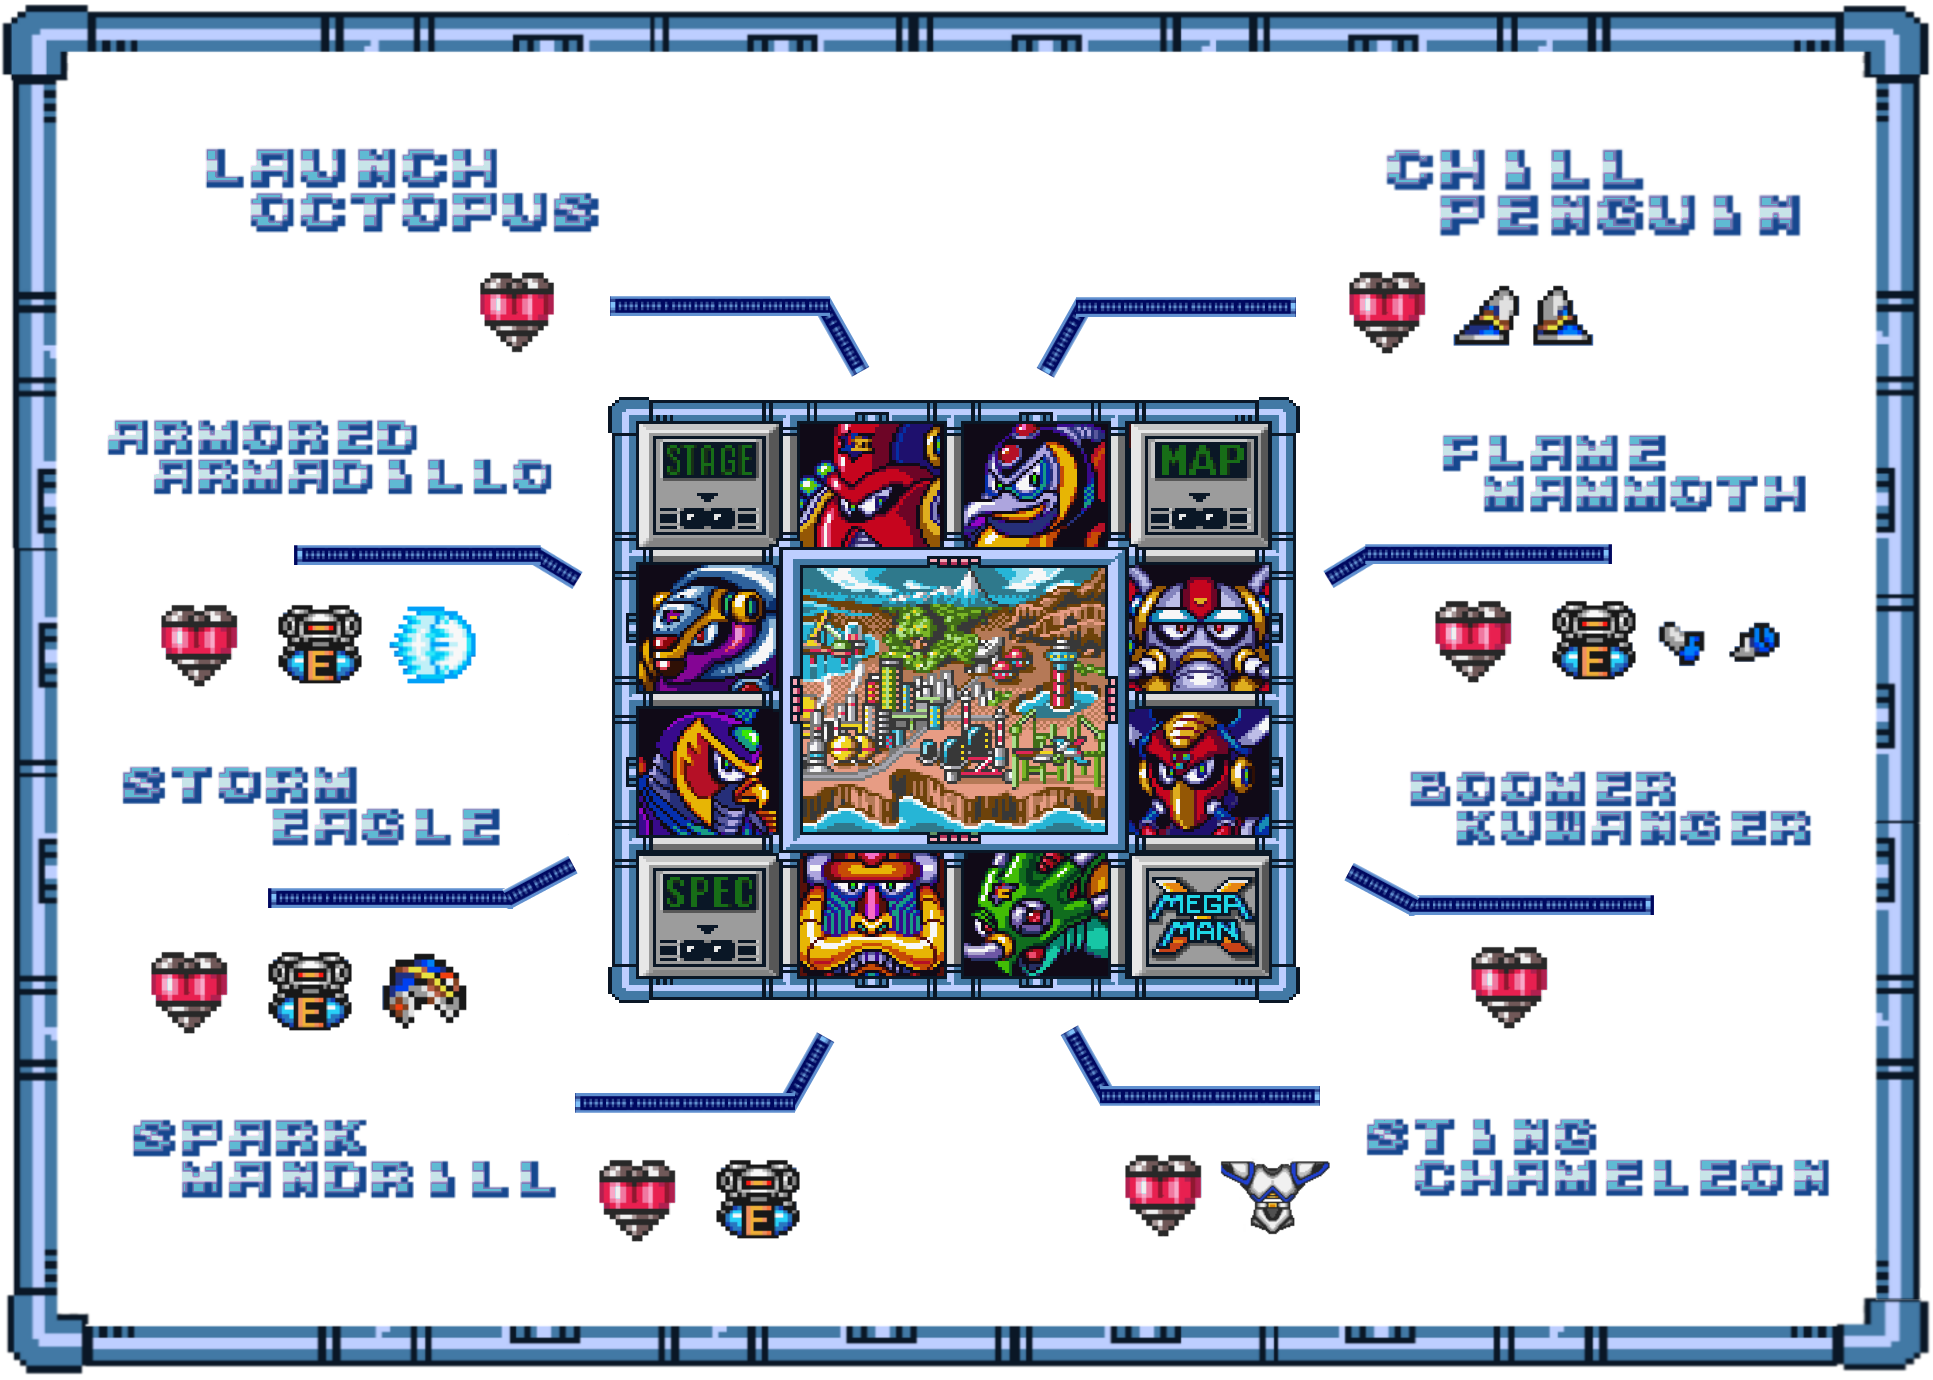 LAUNCH
OCTOPUS
CHILL
PENGUIN
ARMORED
ARMADILLO
FLAME
MAMMOTH
STAGE
MAP
E
E
STORM
EAGLE
BOOMER
KUWANGER
SPEC
MEGA
MAN
X
E
SPARK
MANDRILL
STING
CHAMELEON
E